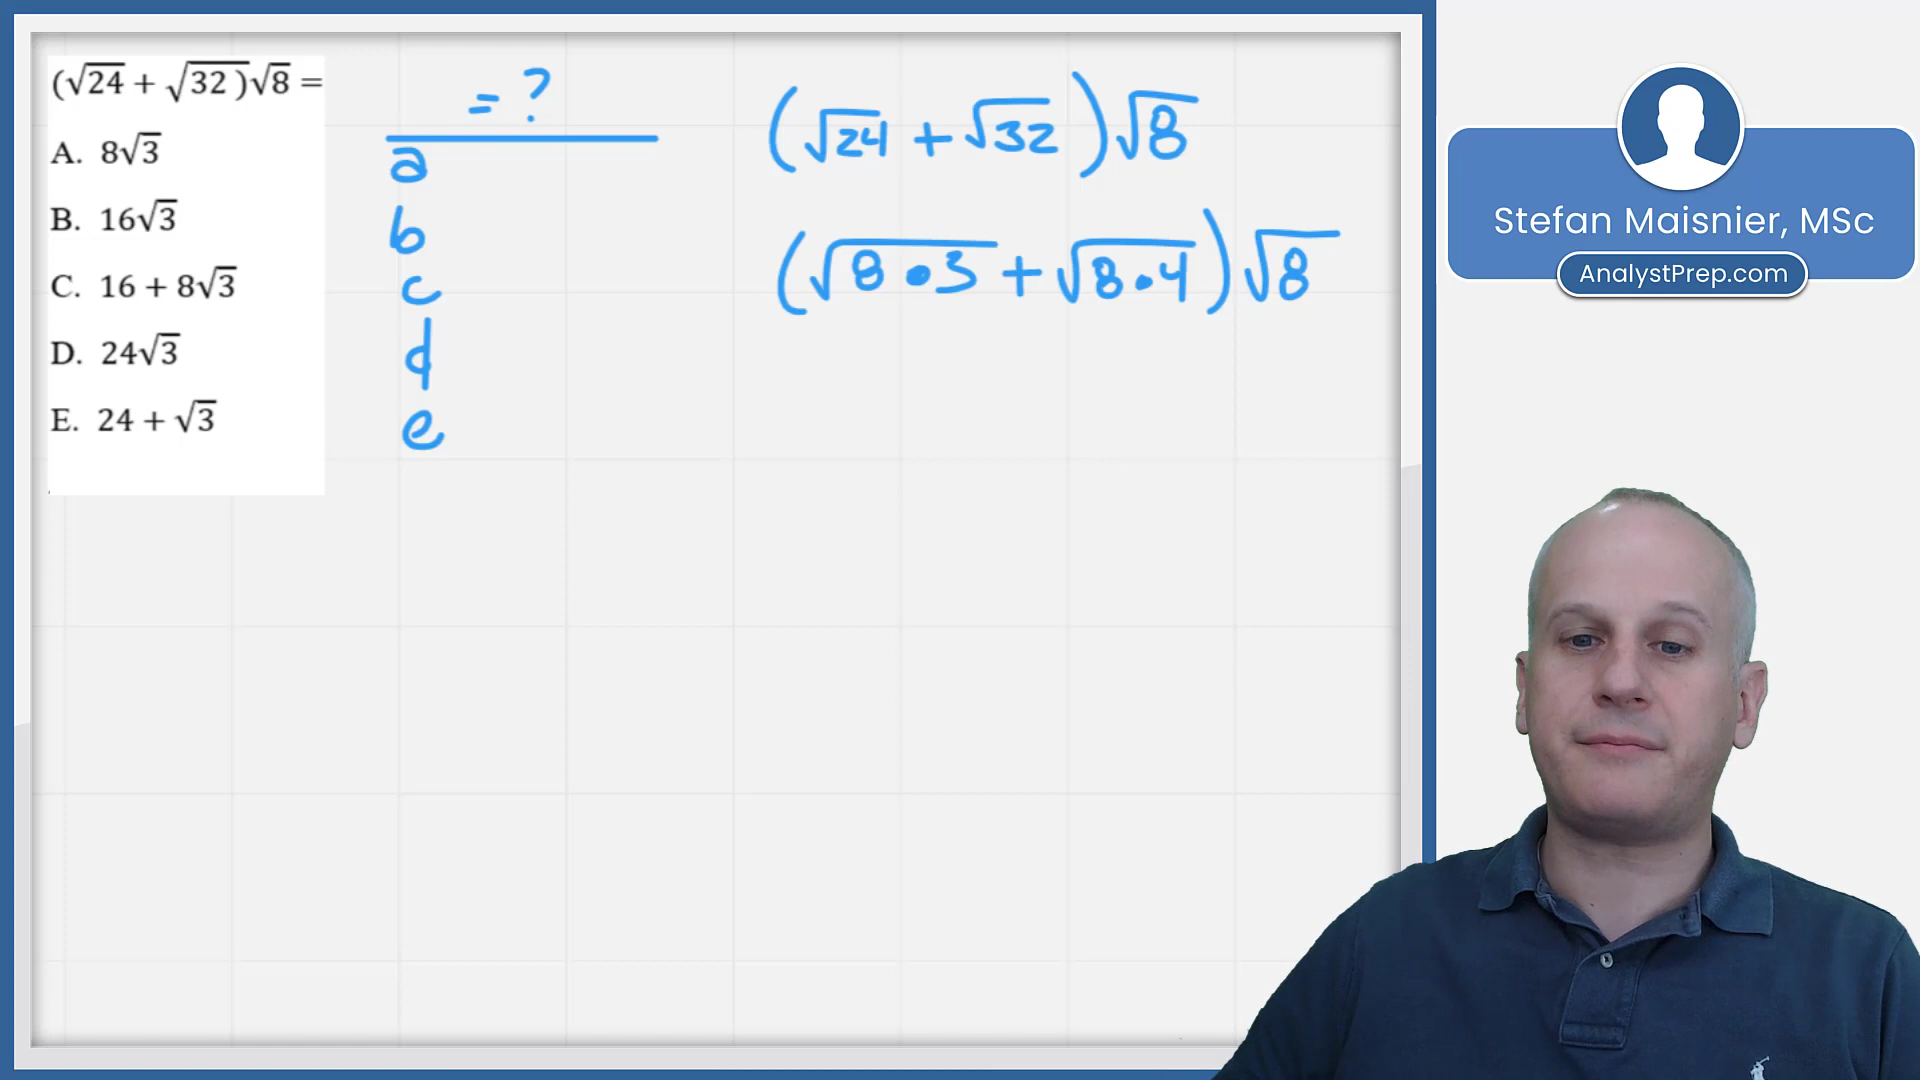 (√24 + √32 )√8 =
A. 8√3
B. 16√3
C. 16 + 8√3
D. 24√3
E. 24 + √3
= ?
a
b
c
d
e
(√24 + √32 )√8
(√8•3 + √8•4 )√8
Stefan Maisnier, MSc
AnalystPrep.com